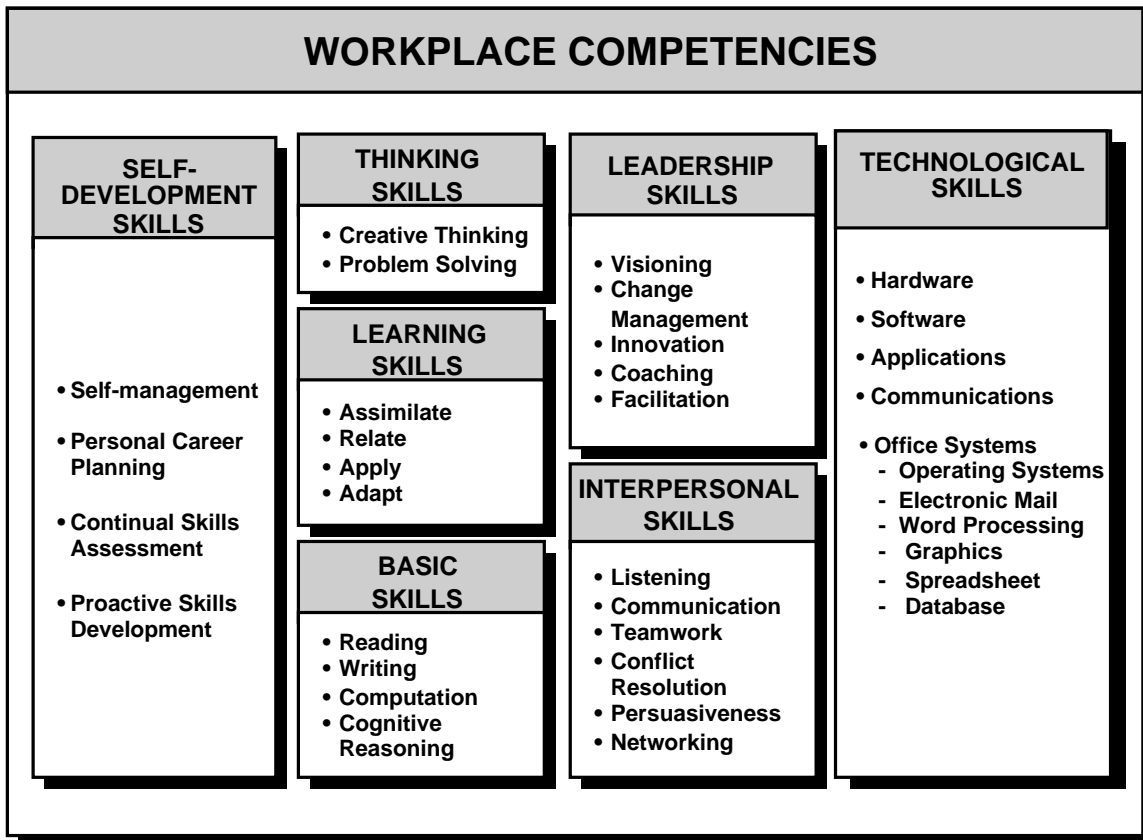 WORKPLACE COMPETENCIES
SELF-
DEVELOPMENT
SKILLS
• Self-management
• Personal Career
Planning
• Continual Skills
Assessment
• Proactive Skills
Development
THINKING
SKILLS
• Creative Thinking
• Problem Solving
LEARNING
SKILLS
• Assimilate
• Relate
• Apply
• Adapt
BASIC
SKILLS
• Reading
• Writing
• Computation
• Cognitive
Reasoning
LEADERSHIP
SKILLS
• Visioning
• Change
Management
• Innovation
• Coaching
• Facilitation
INTERPERSONAL
SKILLS
• Listening
• Communication
• Teamwork
• Conflict
Resolution
• Persuasiveness
• Networking
TECHNOLOGICAL
SKILLS
• Hardware
• Software
• Applications
• Communications
• Office Systems
- Operating Systems
- Electronic Mail
- Word Processing
- Graphics
- Spreadsheet
- Database